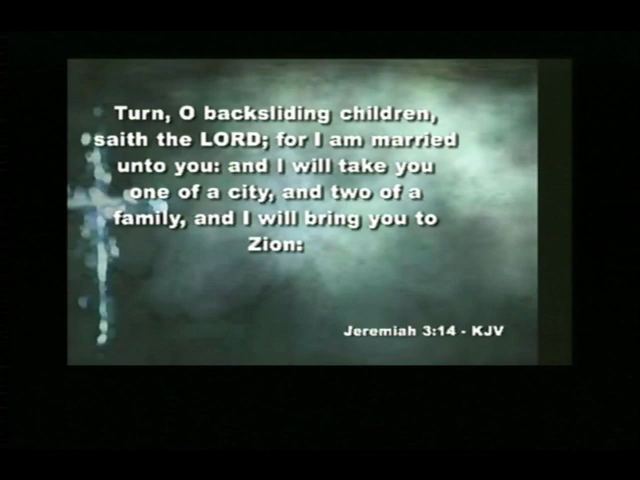 Turn, O backsliding children,
saith the LORD; for I am married
unto you: and I will take you
one of a city, and two of a
family, and I will bring you to
Zion:
Jeremiah 3:14 - KJV